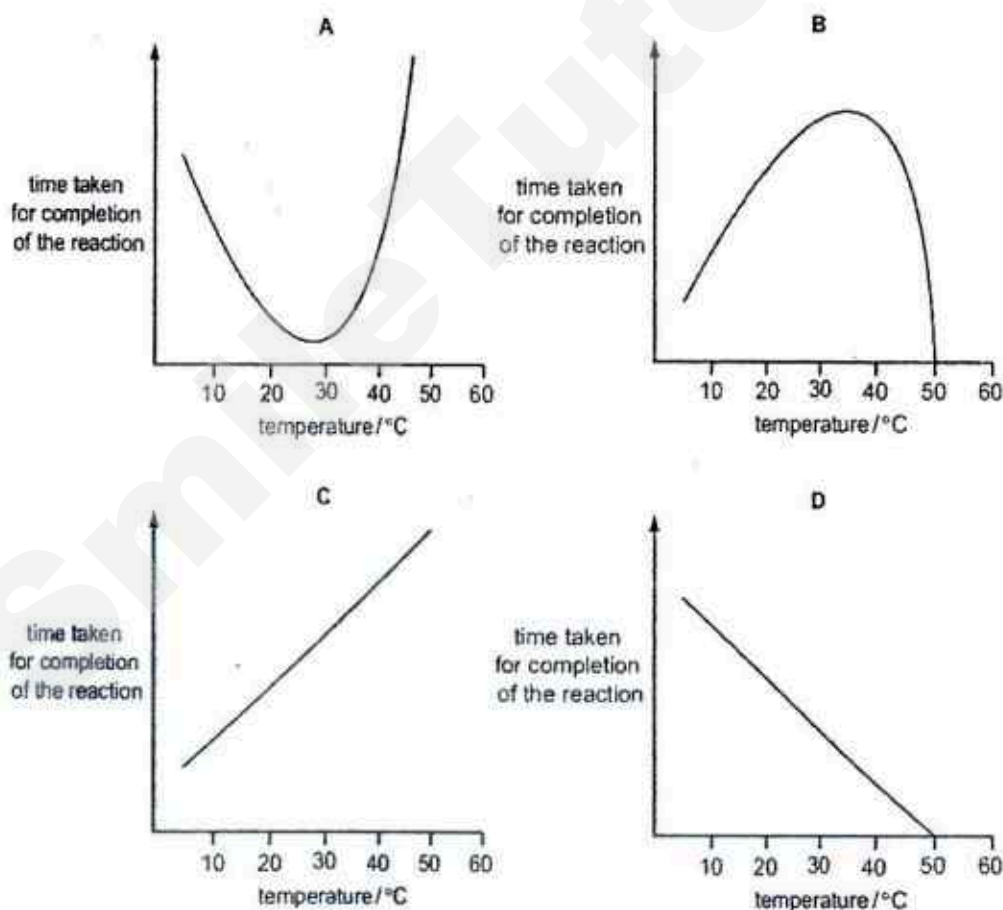 A
time taken
for completion
of the reaction
10 20 30 40 50 60
temperature/°C
B
time taken
for completion
of the reaction
10 20 30 40 50 60
temperature/°C
C
time taken
for completion
of the reaction
10 20 30 40 50 60
temperature/°C
D
time taken
for completion
of the reaction
10 20 30 40 50 60
temperature/°C
Smile Tuto